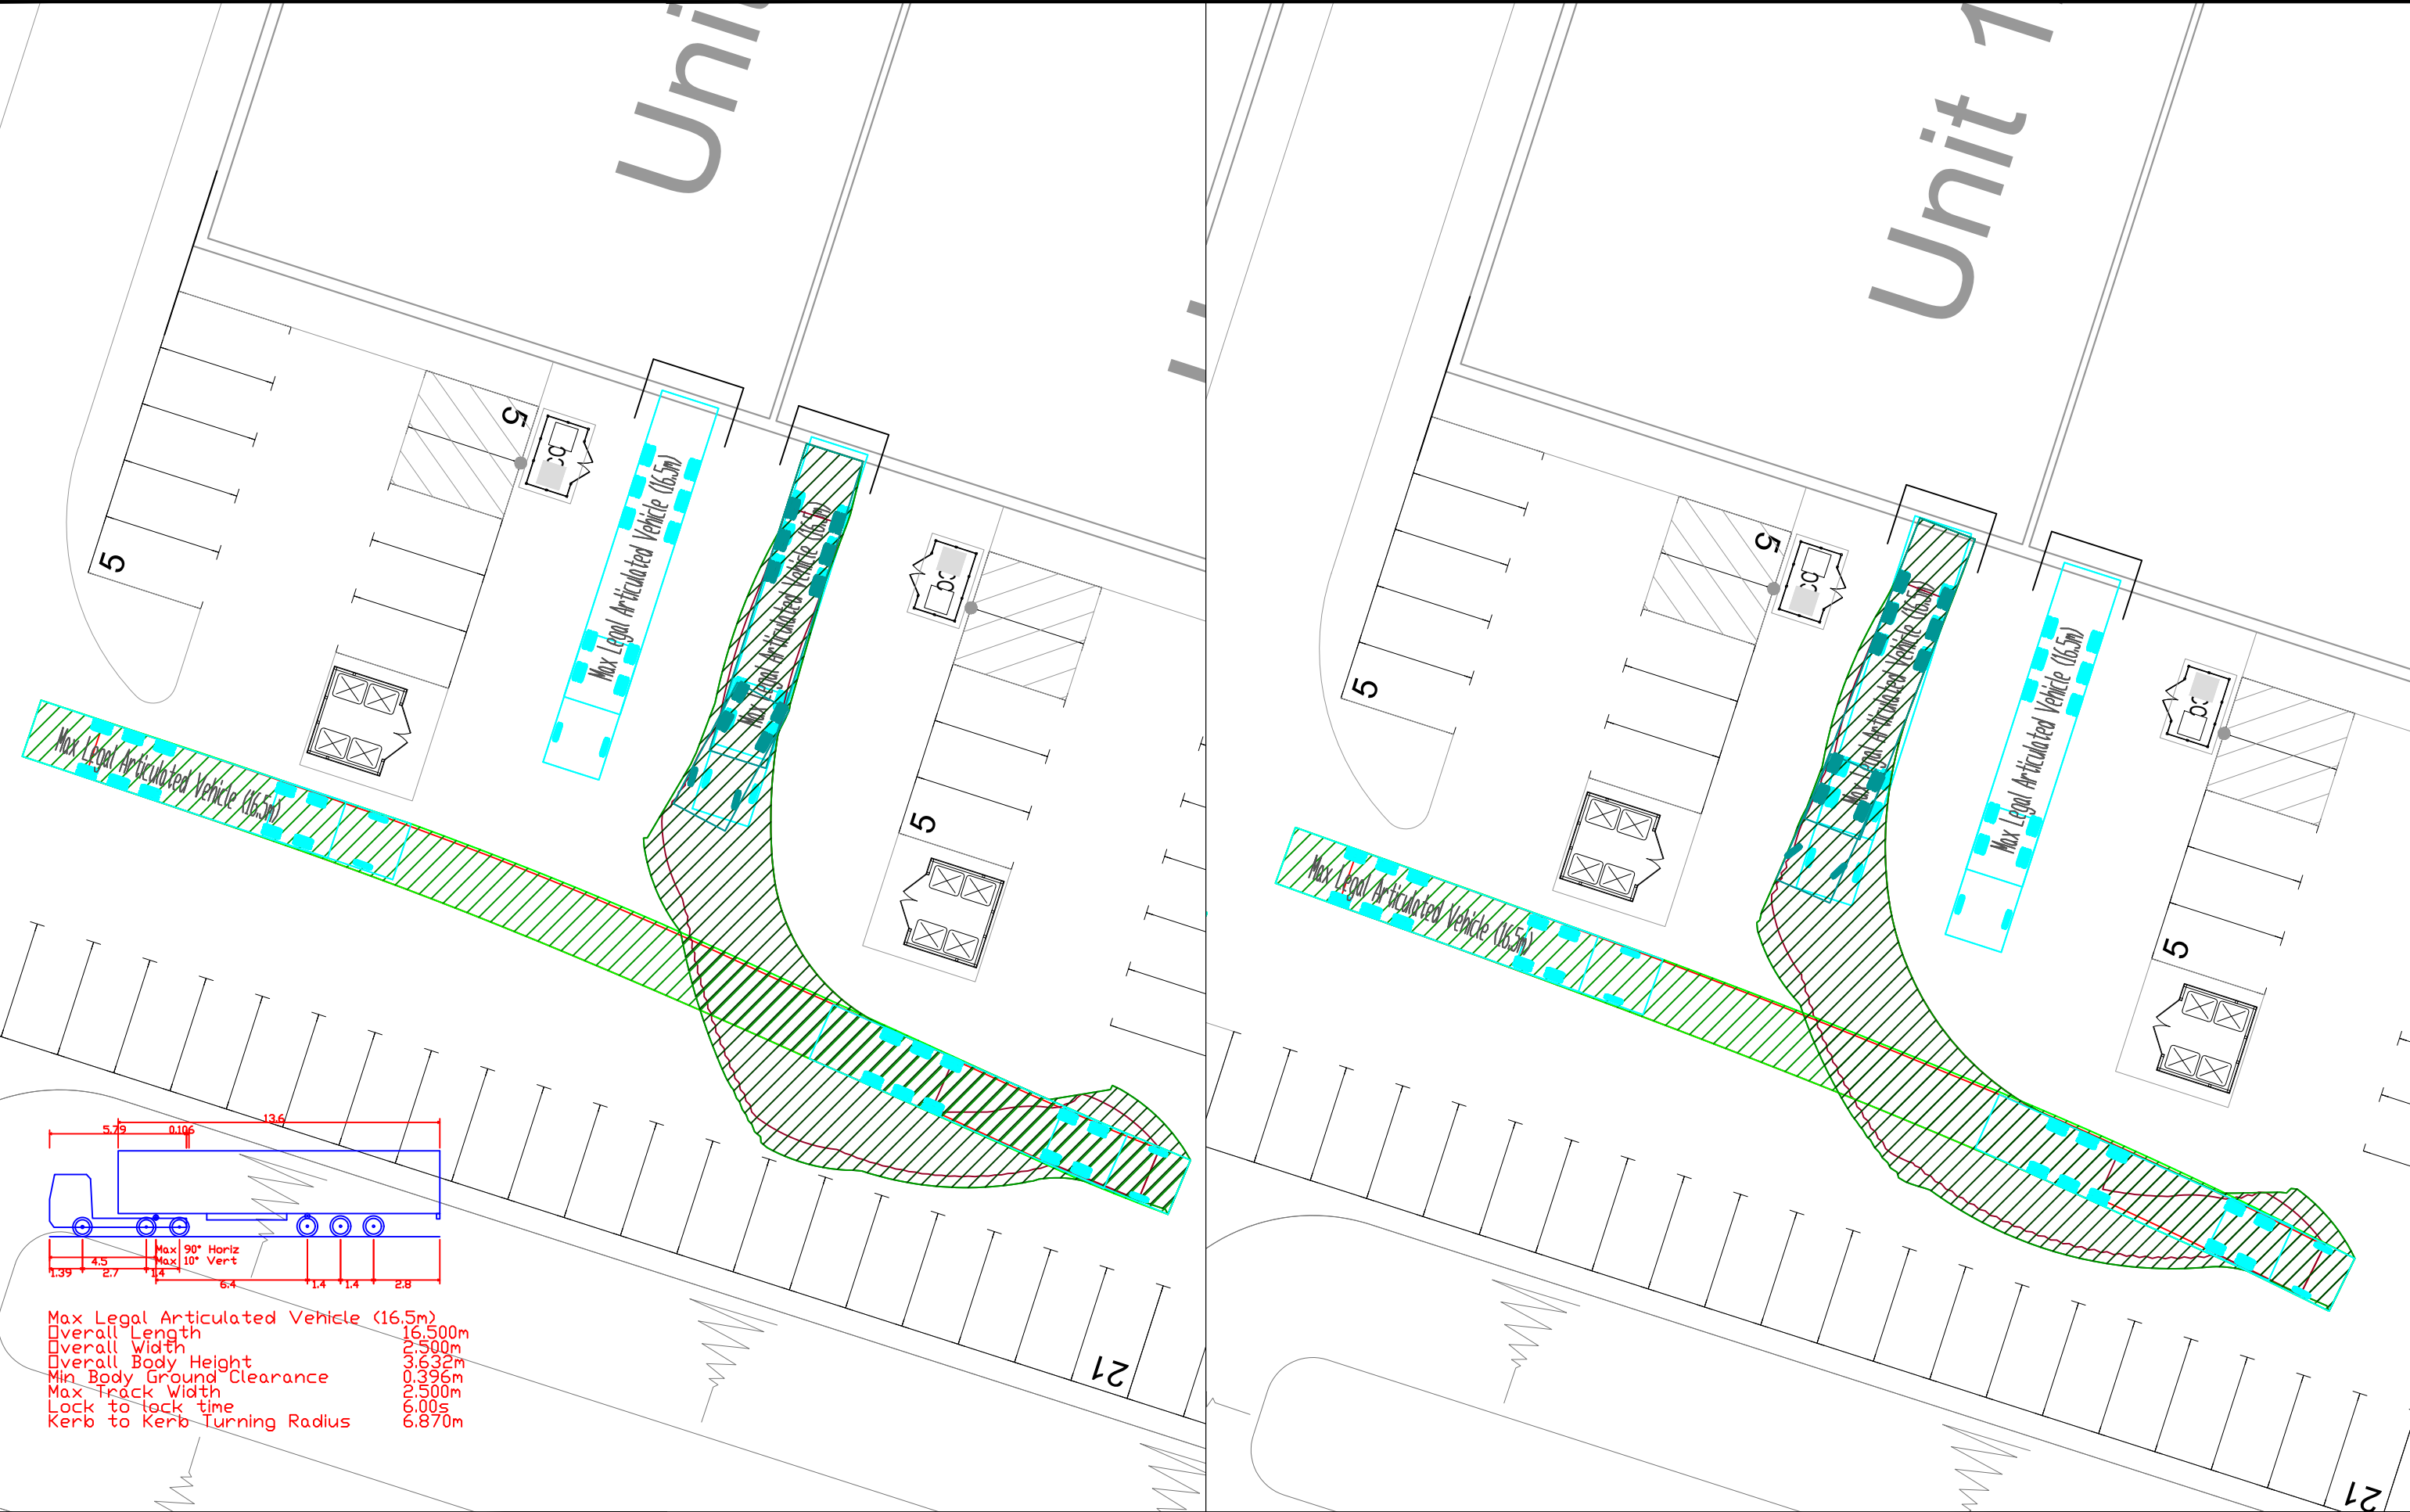 Unit
Unit 1
5
5
cq
Max Legal Articulated Vehicle (16.5m)
Max Legal Articulated Vehicle (16.5m)
cq
5
Max Legal Articulated Vehicle (16.5m)
21
5
5
cq
Max Legal Articulated Vehicle (16.5m)
Max Legal Articulated Vehicle (16.5m)
cq
5
Max Legal Articulated Vehicle (16.5m)
21
13.6
5.79 0.106
Max 90° Horiz
Max 10° Vert
4.5
1.39 2.7 1.4
6.4 1.4 1.4 2.8
Max Legal Articulated Vehicle (16.5m)
Overall Length 16.500m
Overall Width 2.500m
Overall Body Height 3.632m
Min Body Ground Clearance 0.396m
Max Track Width 2.500m
Lock to lock time 6.00s
Kerb to Kerb Turning Radius 6.870m